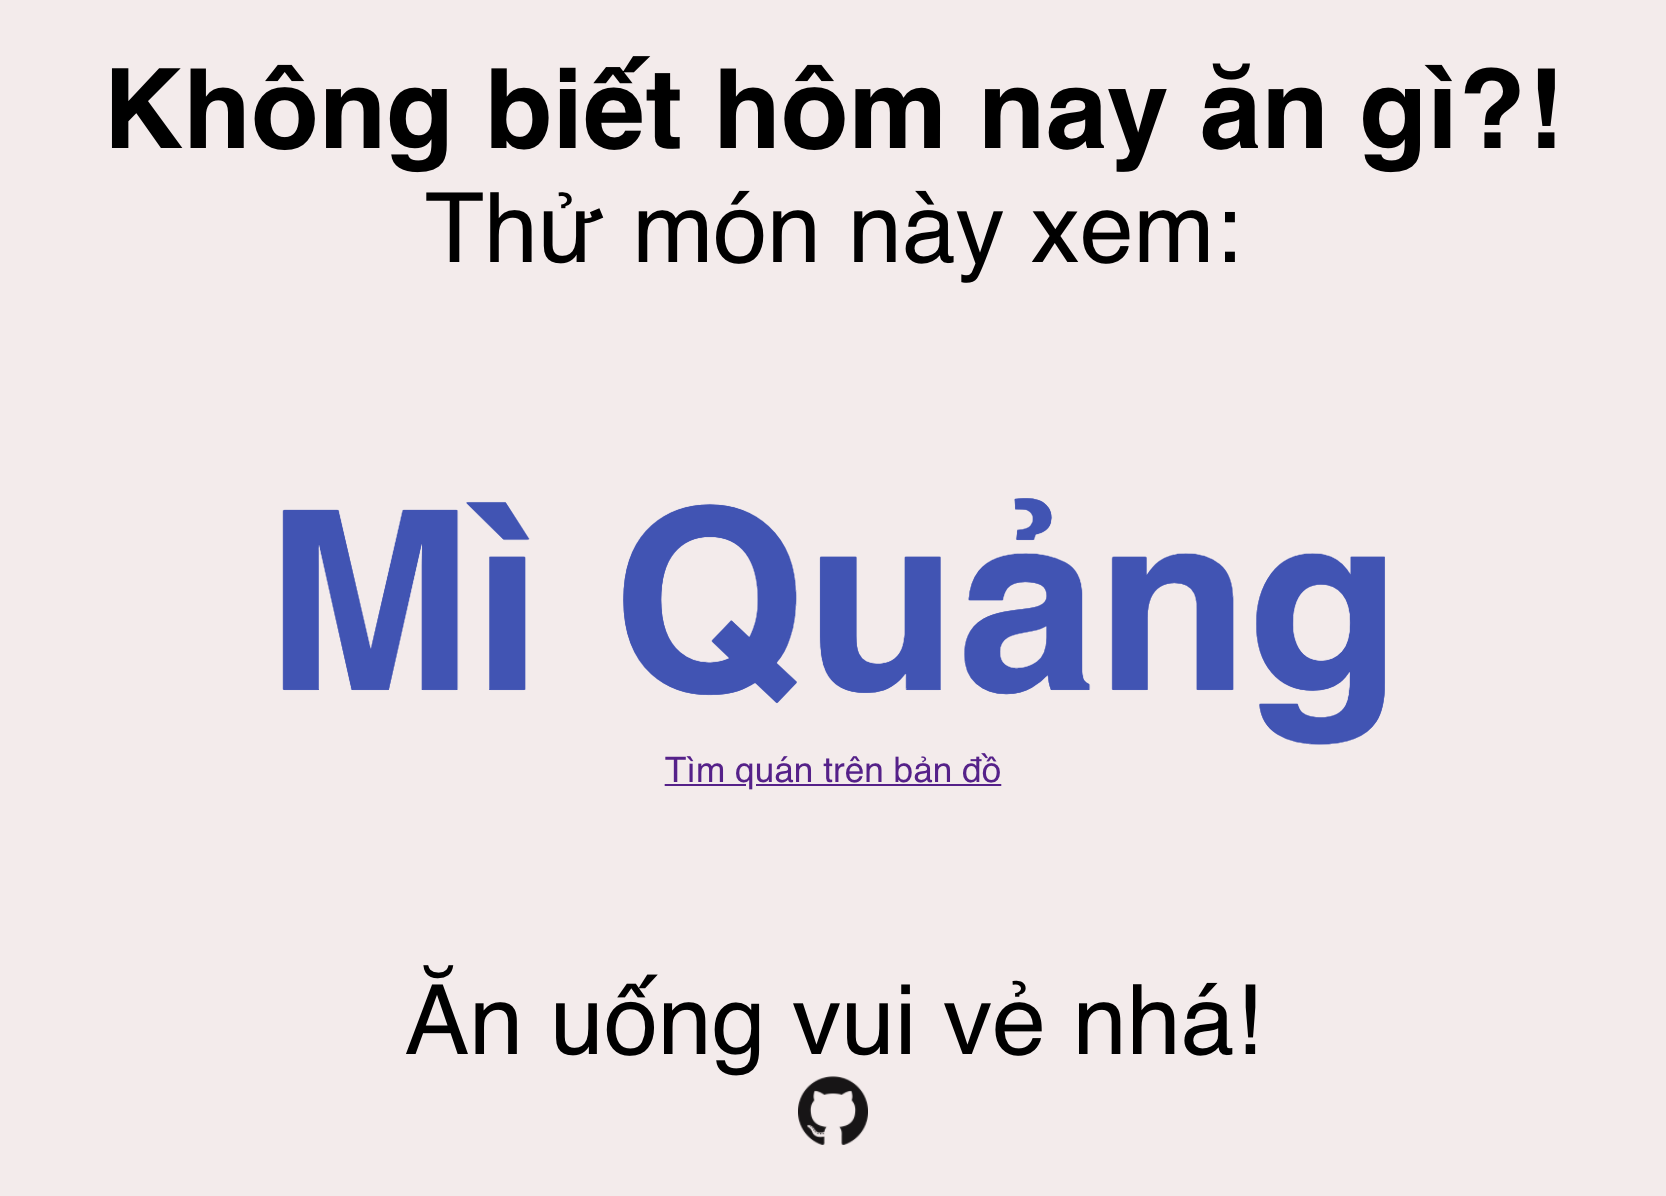 Không biết hôm nay ăn gì?!
Thử món này xem:
Mì Quảng
Tìm quán trên bản đồ
Ăn uống vui vẻ nhá!